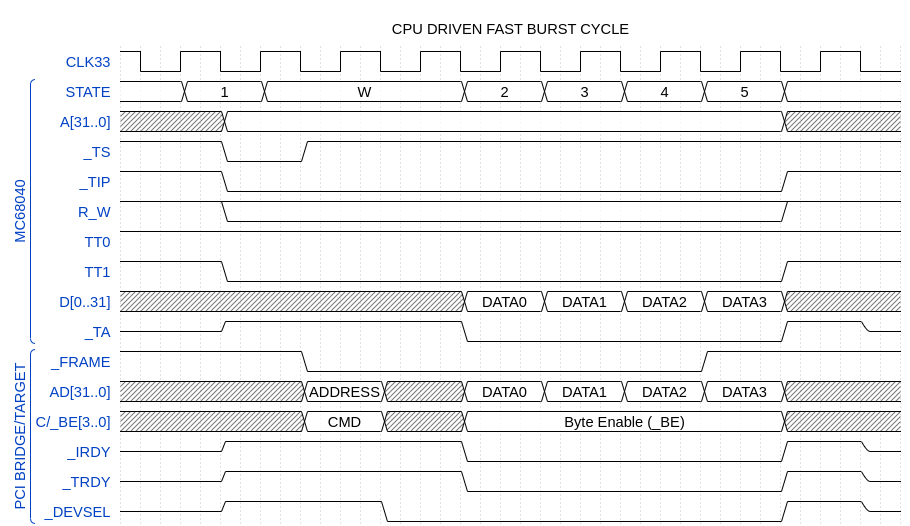 CPU DRIVEN FAST BURST CYCLE
CLK33
STATE 1 W 2 3 4 5
MC68040
A[31..0]
_TS
_TIP
R_W
TT0
TT1
D[0..31] DATA0 DATA1 DATA2 DATA3
_TA
PCI BRIDGE/TARGET
_FRAME
AD[31..0] ADDRESS DATA0 DATA1 DATA2 DATA3
C/_BE[3..0] CMD Byte Enable (_BE)
_IRDY
_TRDY
_DEVSEL